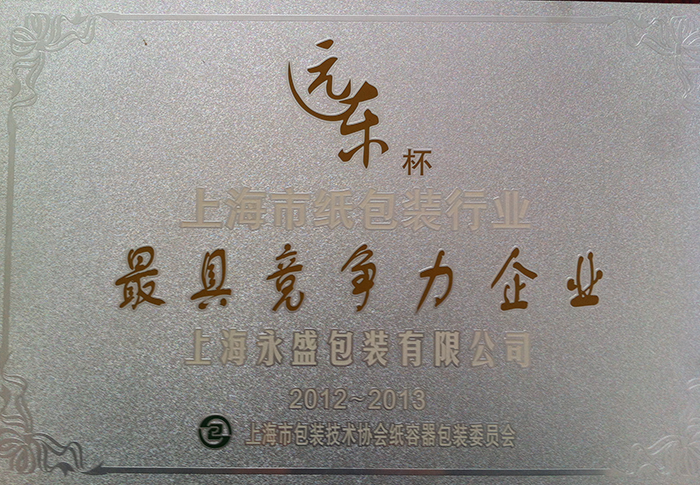 远东杯
上海市纸包装行业
最具竞争力企业
上海永盛包装有限公司
2012~2013
上海市包装技术协会纸容器包装委员会